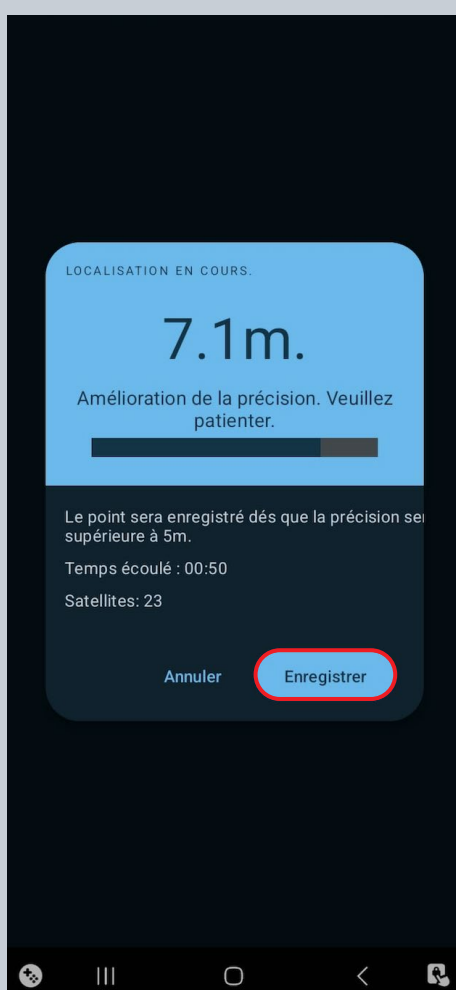 LOCALISATION EN COURS.
7.1m.
Amélioration de la précision. Veuillez
patienter.
Le point sera enregistré dés que la précision ser
supérieure à 5m.
Temps écoulé : 00:50
Satellites: 23
Annuler
Enregistrer